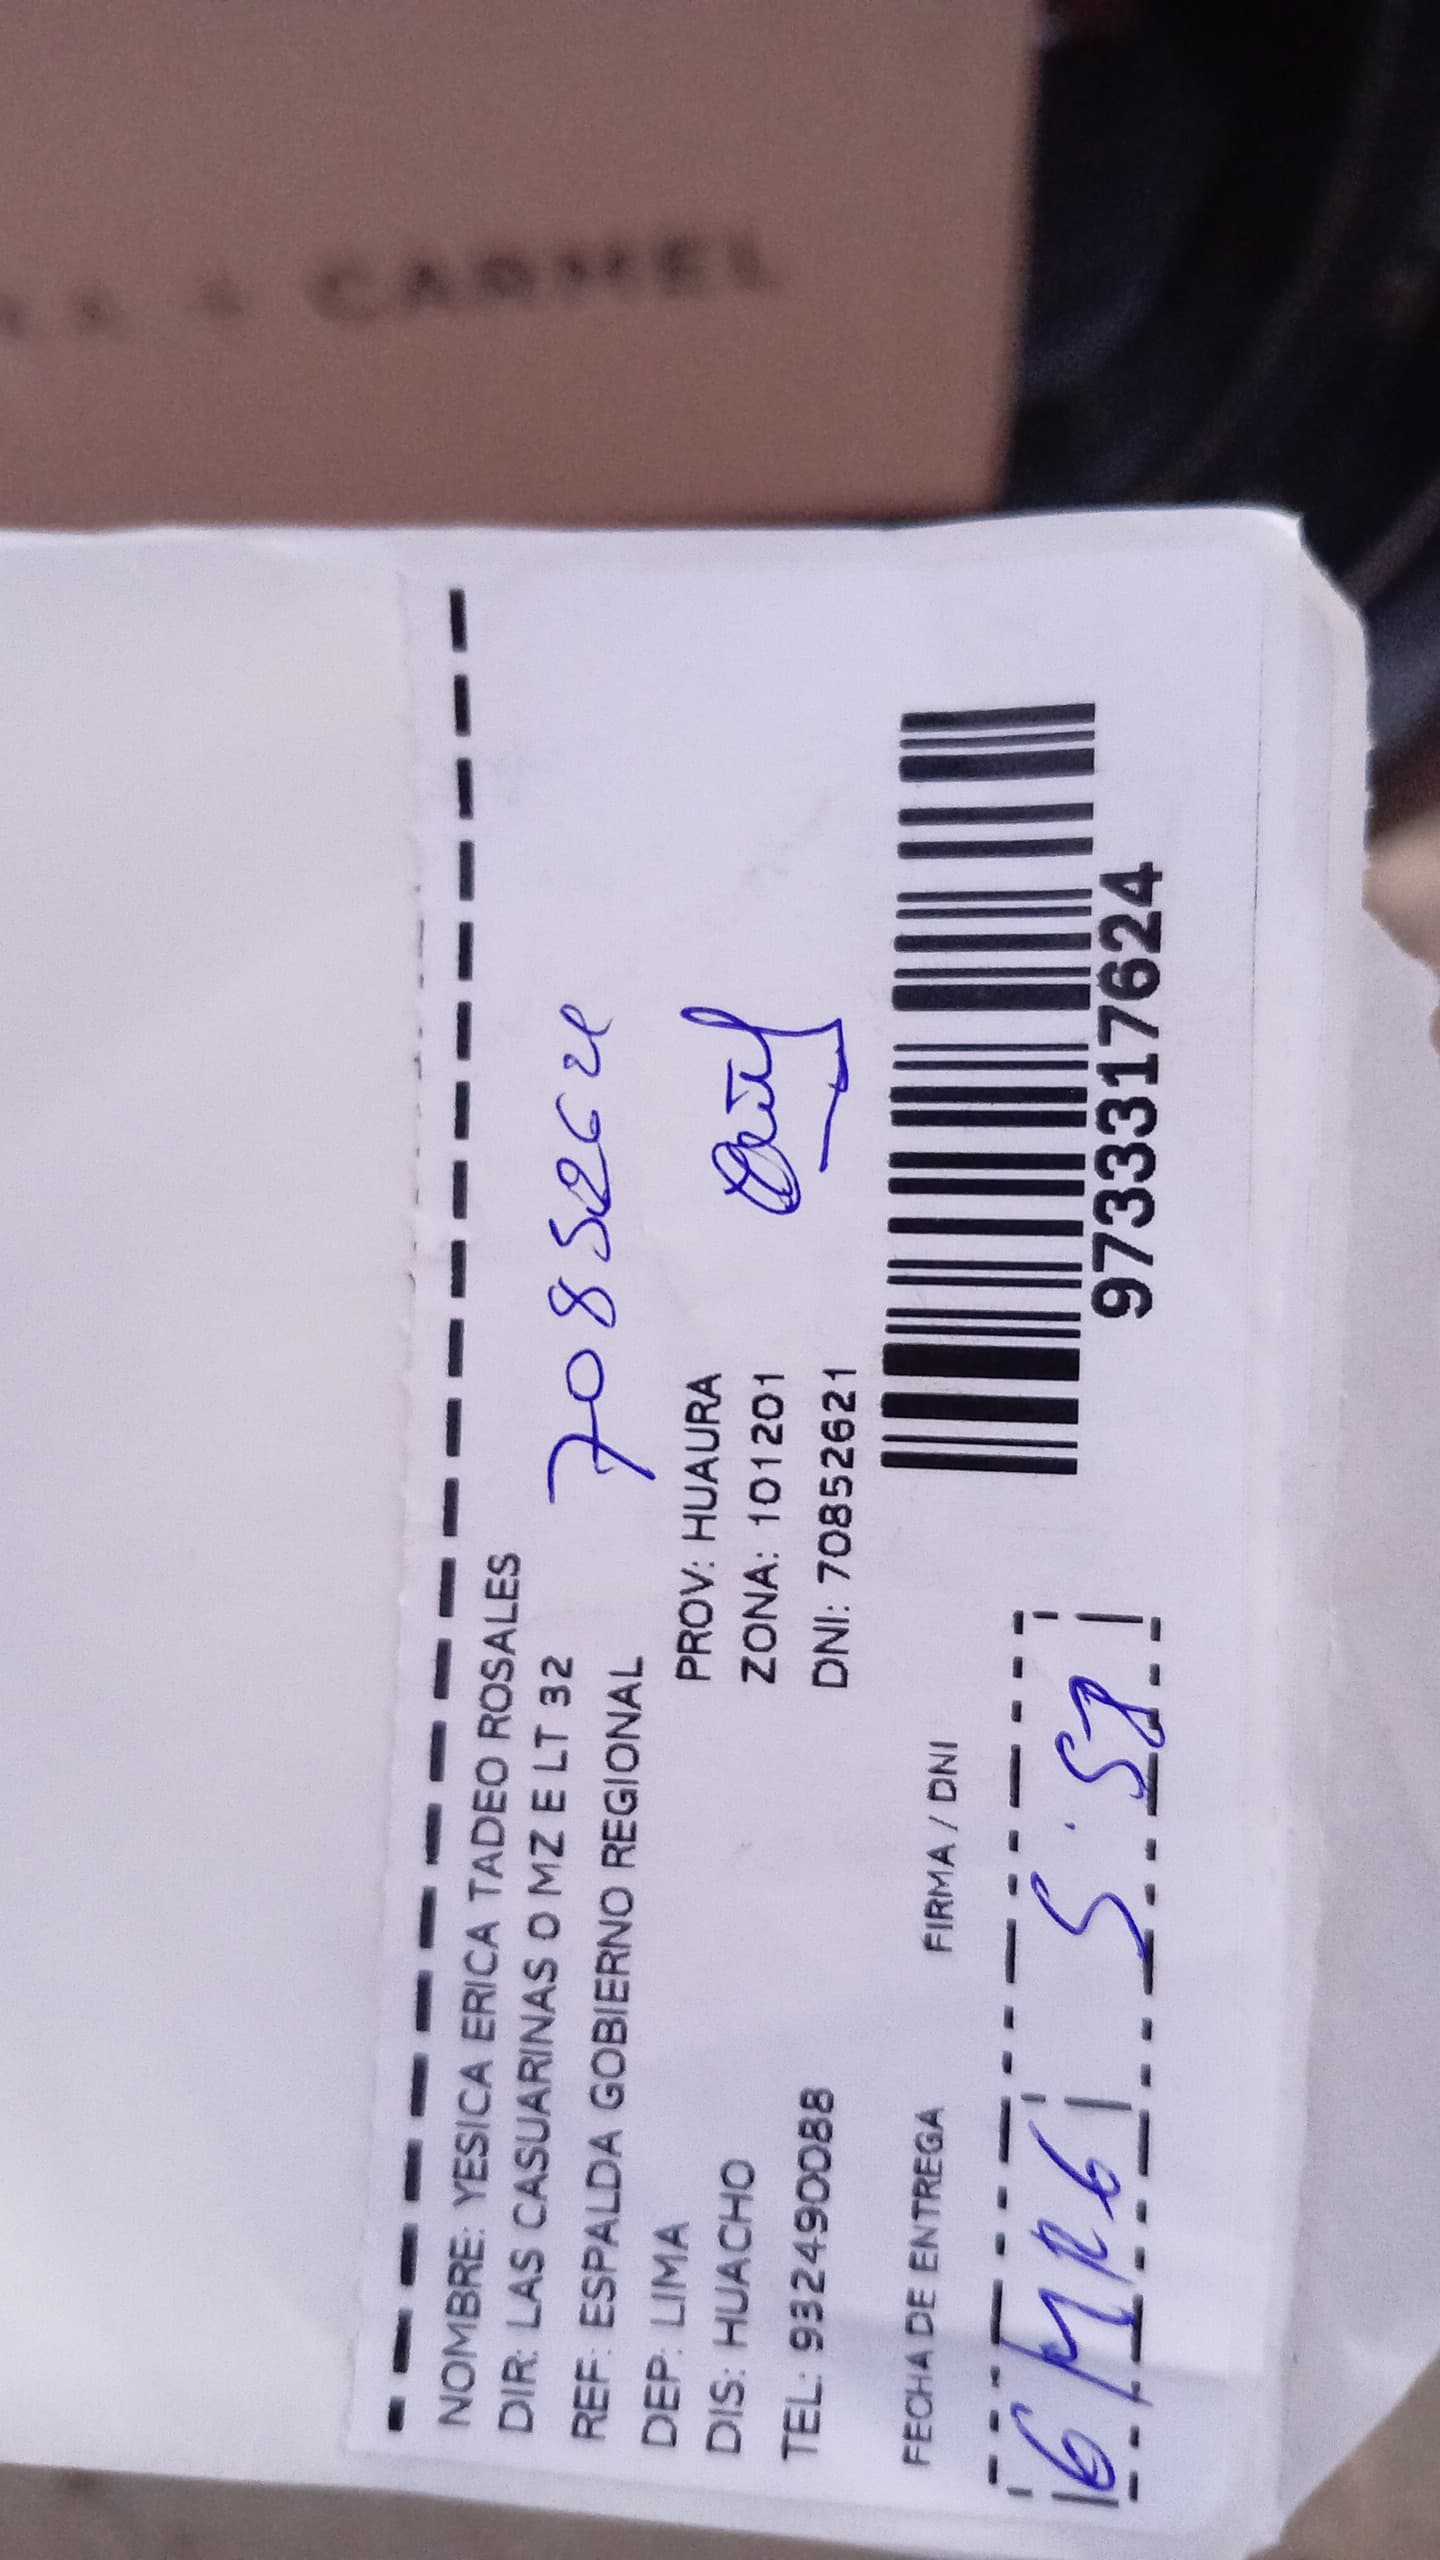 CARMEL
NOMBRE: YESICA ERICA TADEO ROSALES
DIR: LAS CASUARINAS O MZ E LT 32
REF: ESPALDA GOBIERNO REGIONAL
7085262
DEP: LIMA PROV: HUAURA
DIS: HUACHO ZONA: 101201
TEL: 932490088 DNI: 70852621
FECHA DE ENTREGA FIRMA / DNI
9733317624